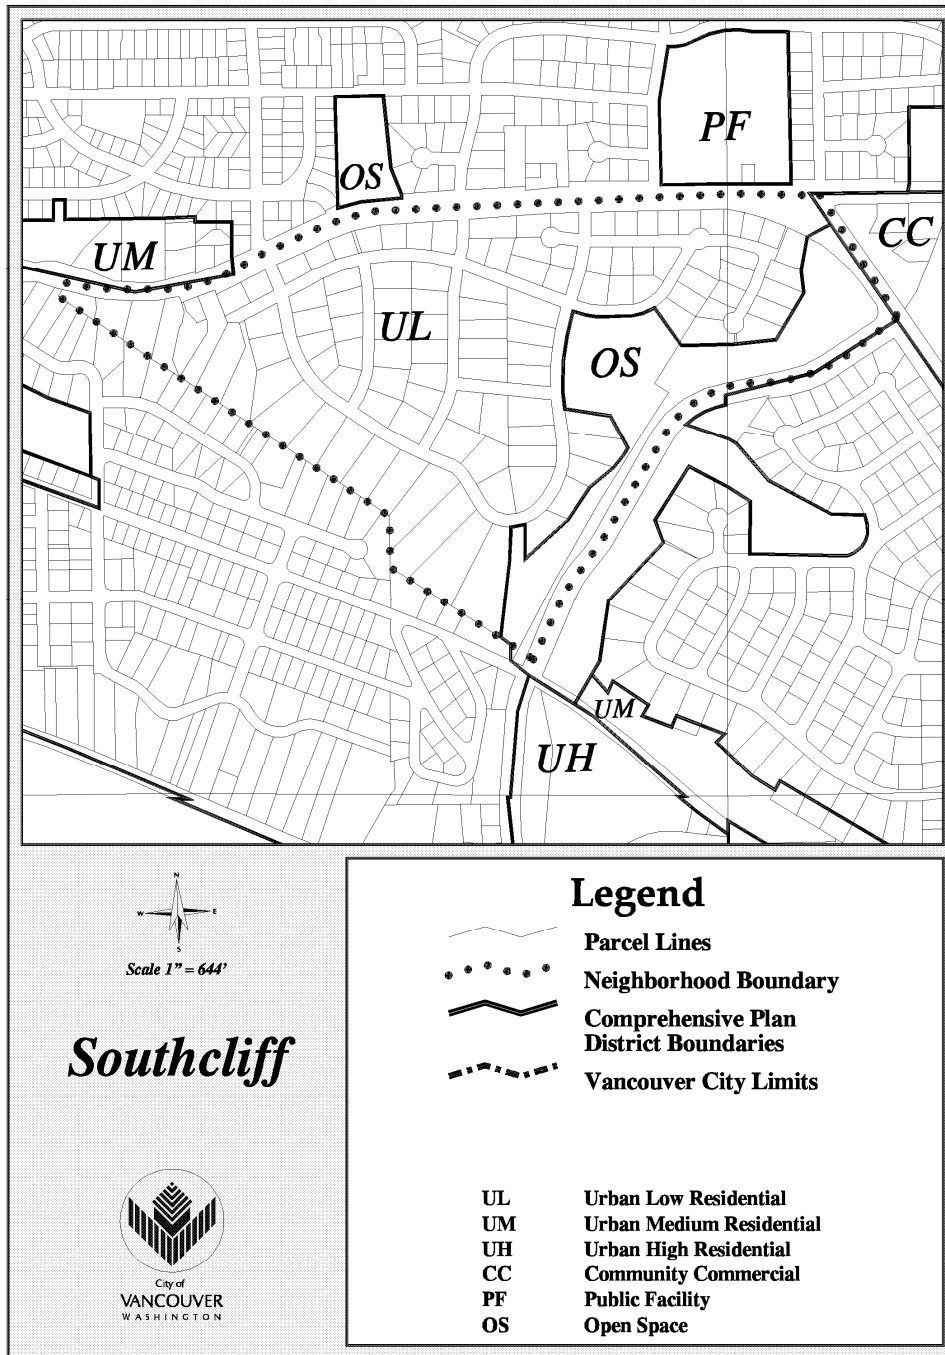 PF
OS
CC
UM
UL
OS
UM
UH
N
W E
S
Scale 1" = 644'
Southcliff
City of
VANCOUVER
WASHINGTON
Legend
Parcel Lines
Neighborhood Boundary
Comprehensive Plan
District Boundaries
Vancouver City Limits
UL Urban Low Residential
UM Urban Medium Residential
UH Urban High Residential
CC Community Commercial
PF Public Facility
OS Open Space